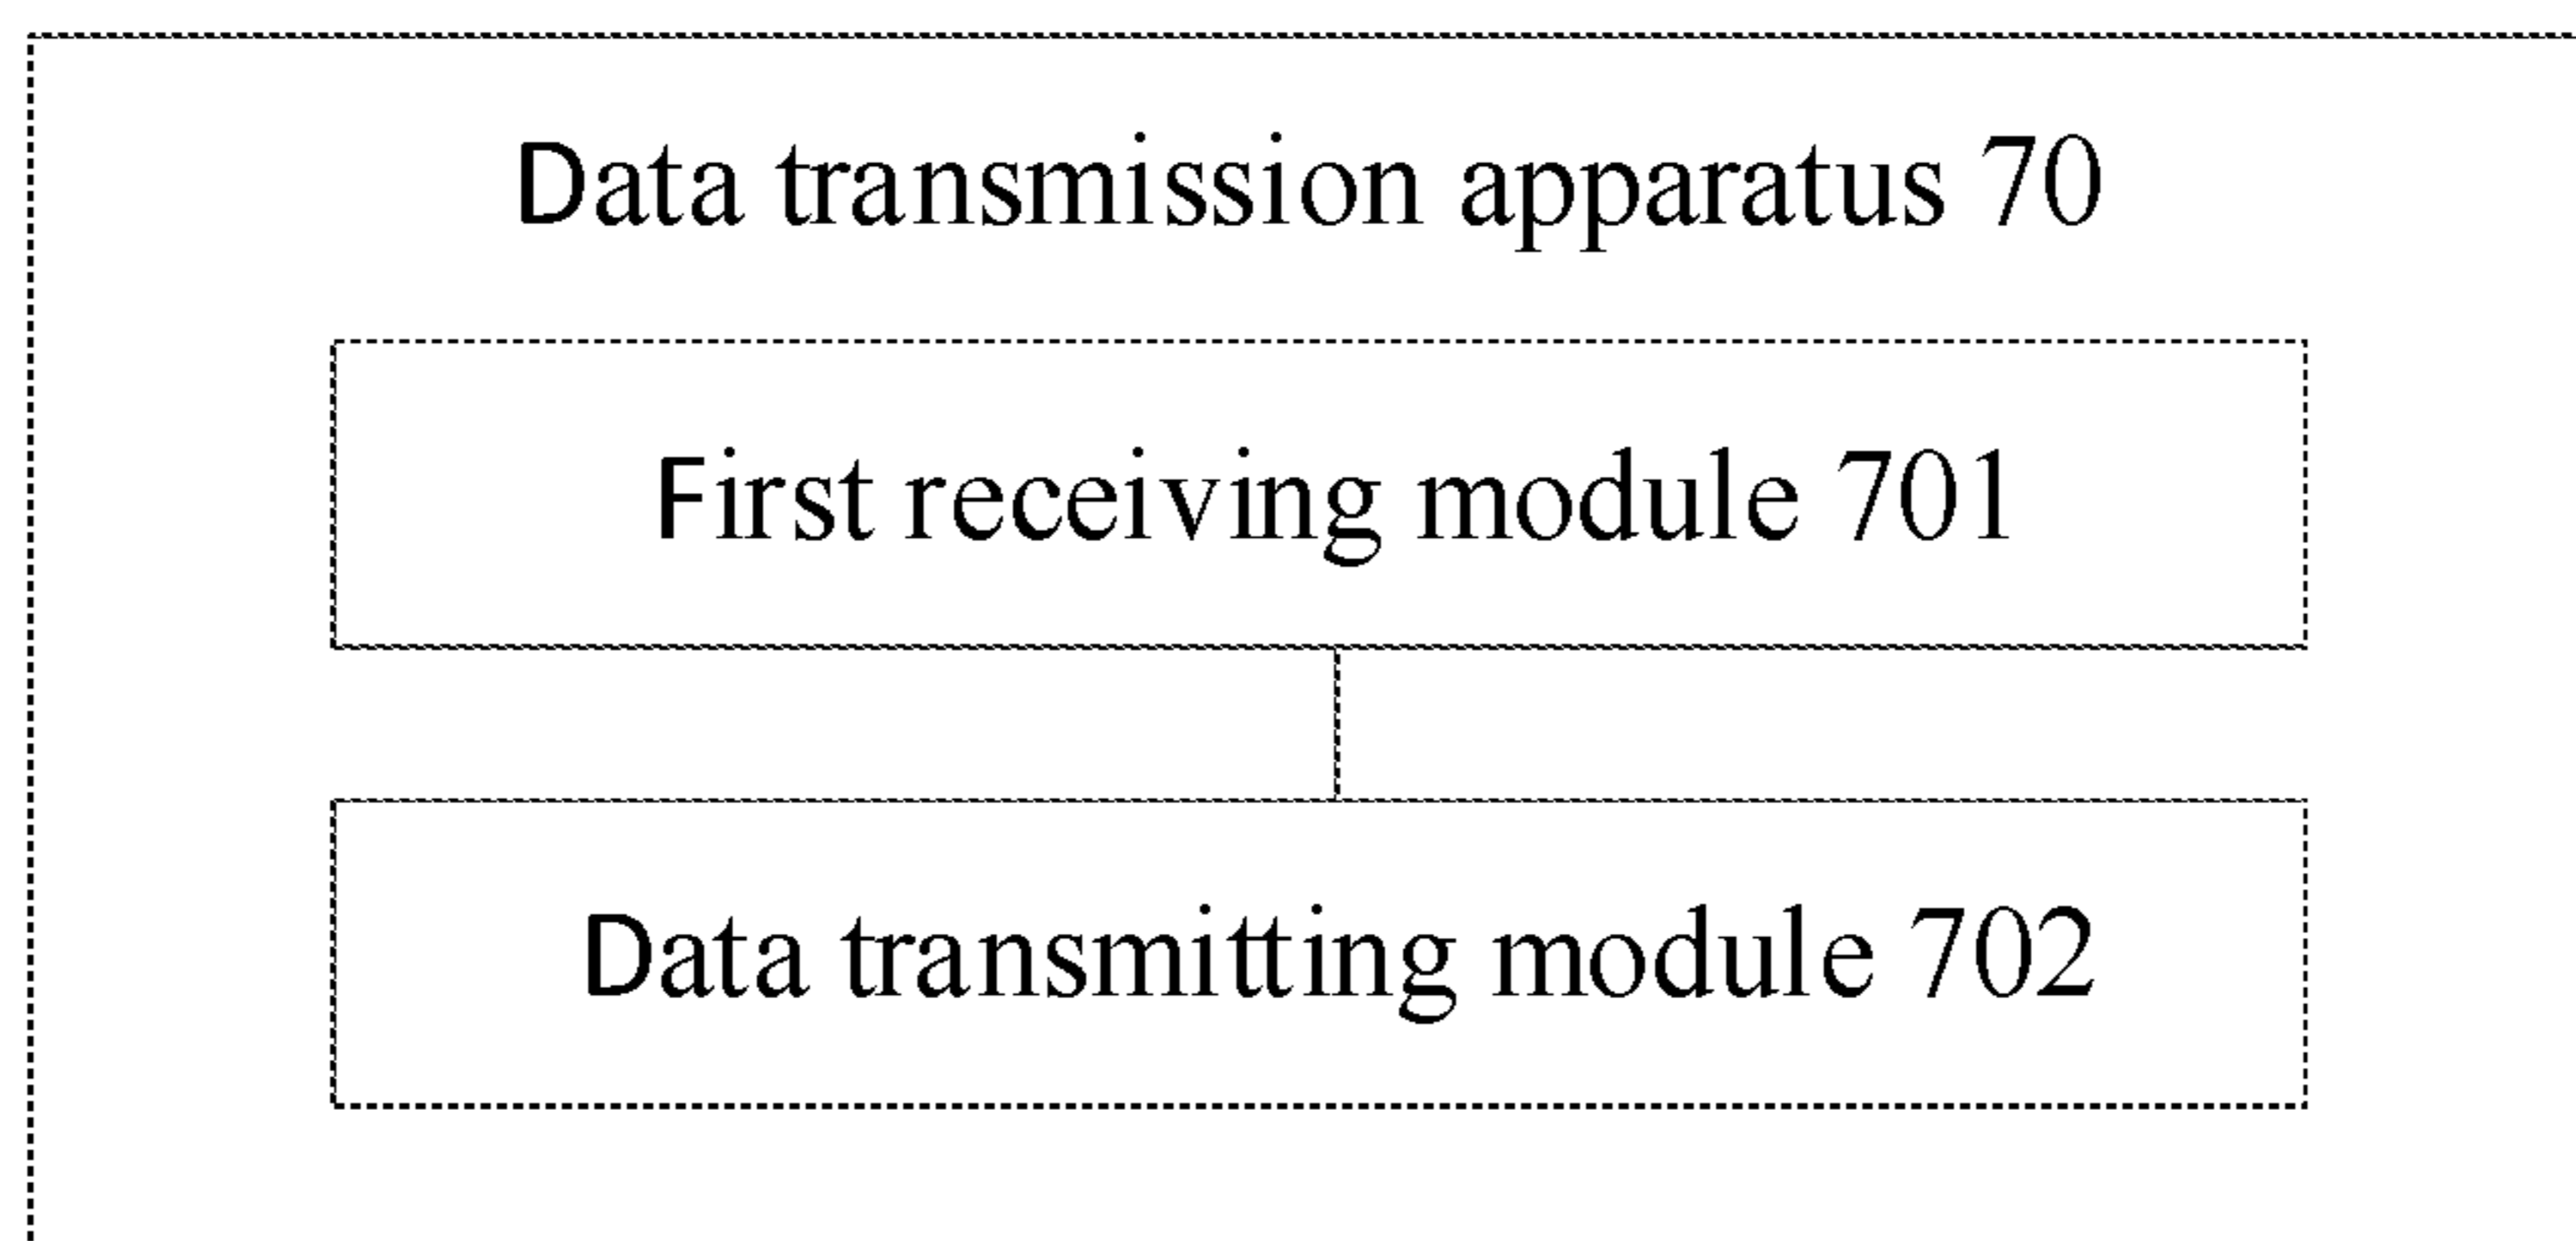 Data transmission apparatus 70
First receiving module 701
Data transmitting module 702